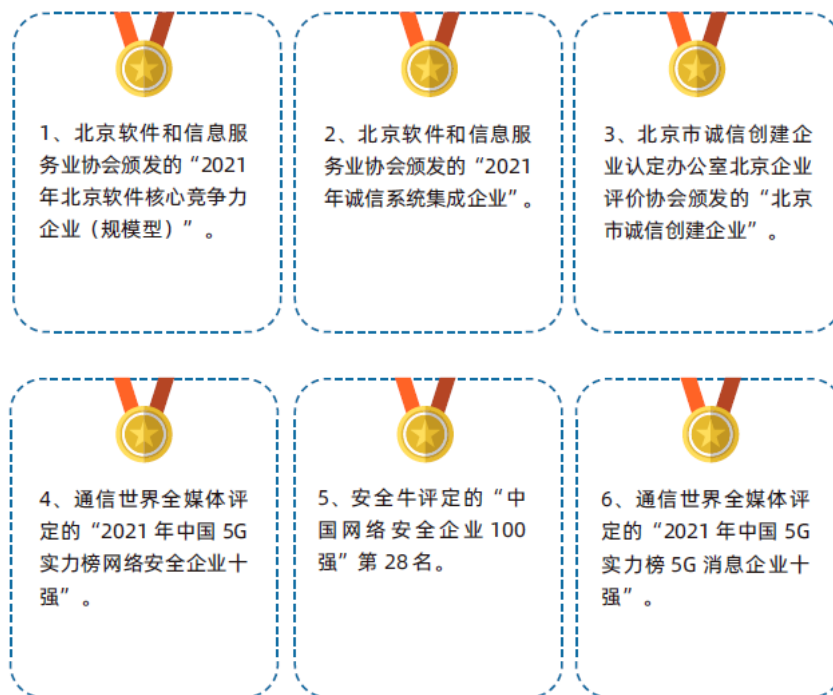 1、北京软件和信息服
务业协会颁发的“2021
年北京软件核心竞争力
企业（规模型）”。
2、北京软件和信息服
务业协会颁发的“2021
年诚信系统集成企业”。
3、北京市诚信创建企
业认定办公室北京企业
评价协会颁发的“北京
市诚信创建企业”。
4、通信世界全媒体评
定的“2021 年中国 5G
实力榜网络安全企业十
强”。
5、安全牛评定的“中
国网络安全企业 100
强”第 28 名。
6、通信世界全媒体评
定的“2021 年中国 5G
实力榜 5G 消息企业十
强”。